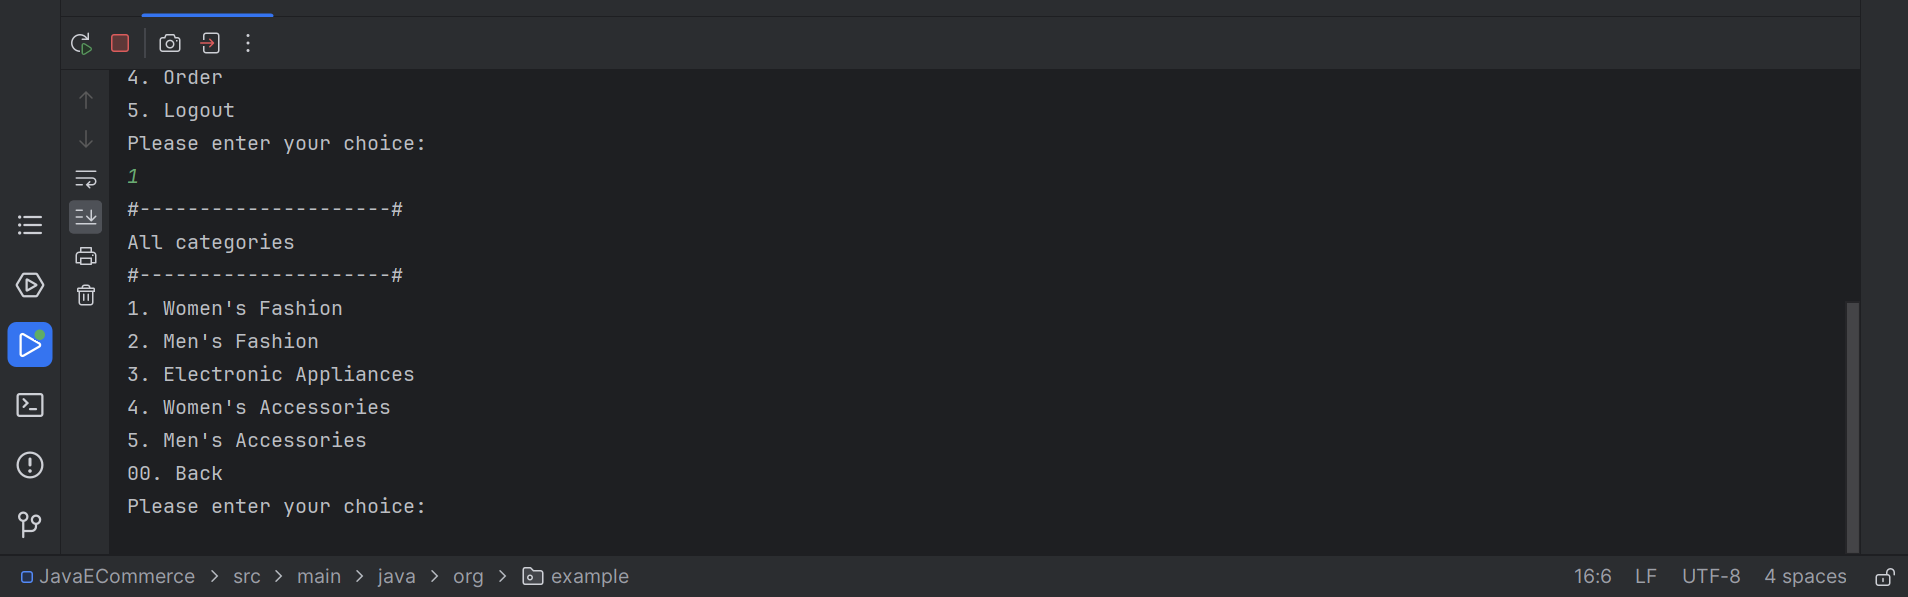 4. Order
5. Logout
Please enter your choice:
1
#---------------------#
All categories
#---------------------#
1. Women's Fashion
2. Men's Fashion
3. Electronic Appliances
4. Women's Accessories
5. Men's Accessories
00. Back
Please enter your choice:
JavaECommerce > src > main > java > org > example 16:6 LF UTF-8 4 spaces